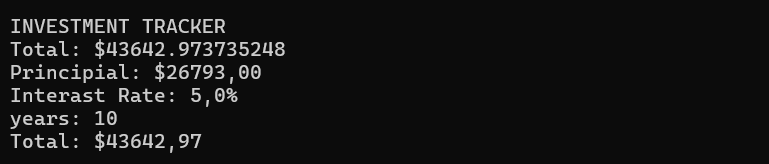 INVESTMENT TRACKER
Total: $43642.973735248
Principial: $26793,00
Interast Rate: 5,0%
years: 10
Total: $43642,97